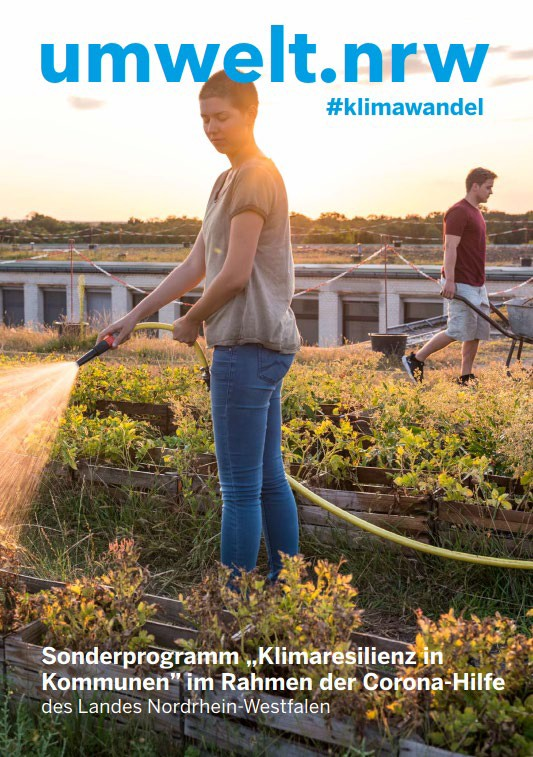 umwelt.nrw
#klimawandel
Sonderprogramm „Klimaresilienz in
Kommunen” im Rahmen der Corona-Hilfe
des Landes Nordrhein-Westfalen